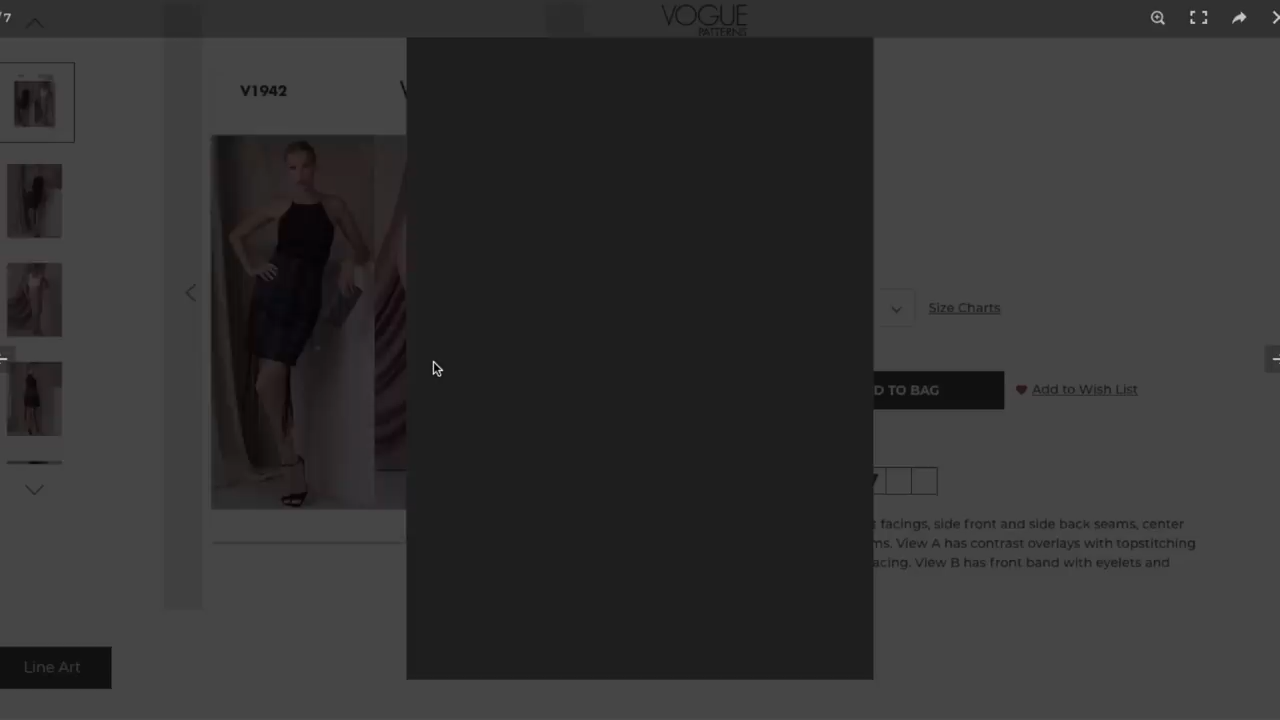 /7
VOGUE
PATTERNS
V1942
Size Charts
D TO BAG
Add to Wish List
facings, side front and side back seams, center
ms. View A has contrast overlays with topstitching
acing. View B has front band with eyelets and
Line Art